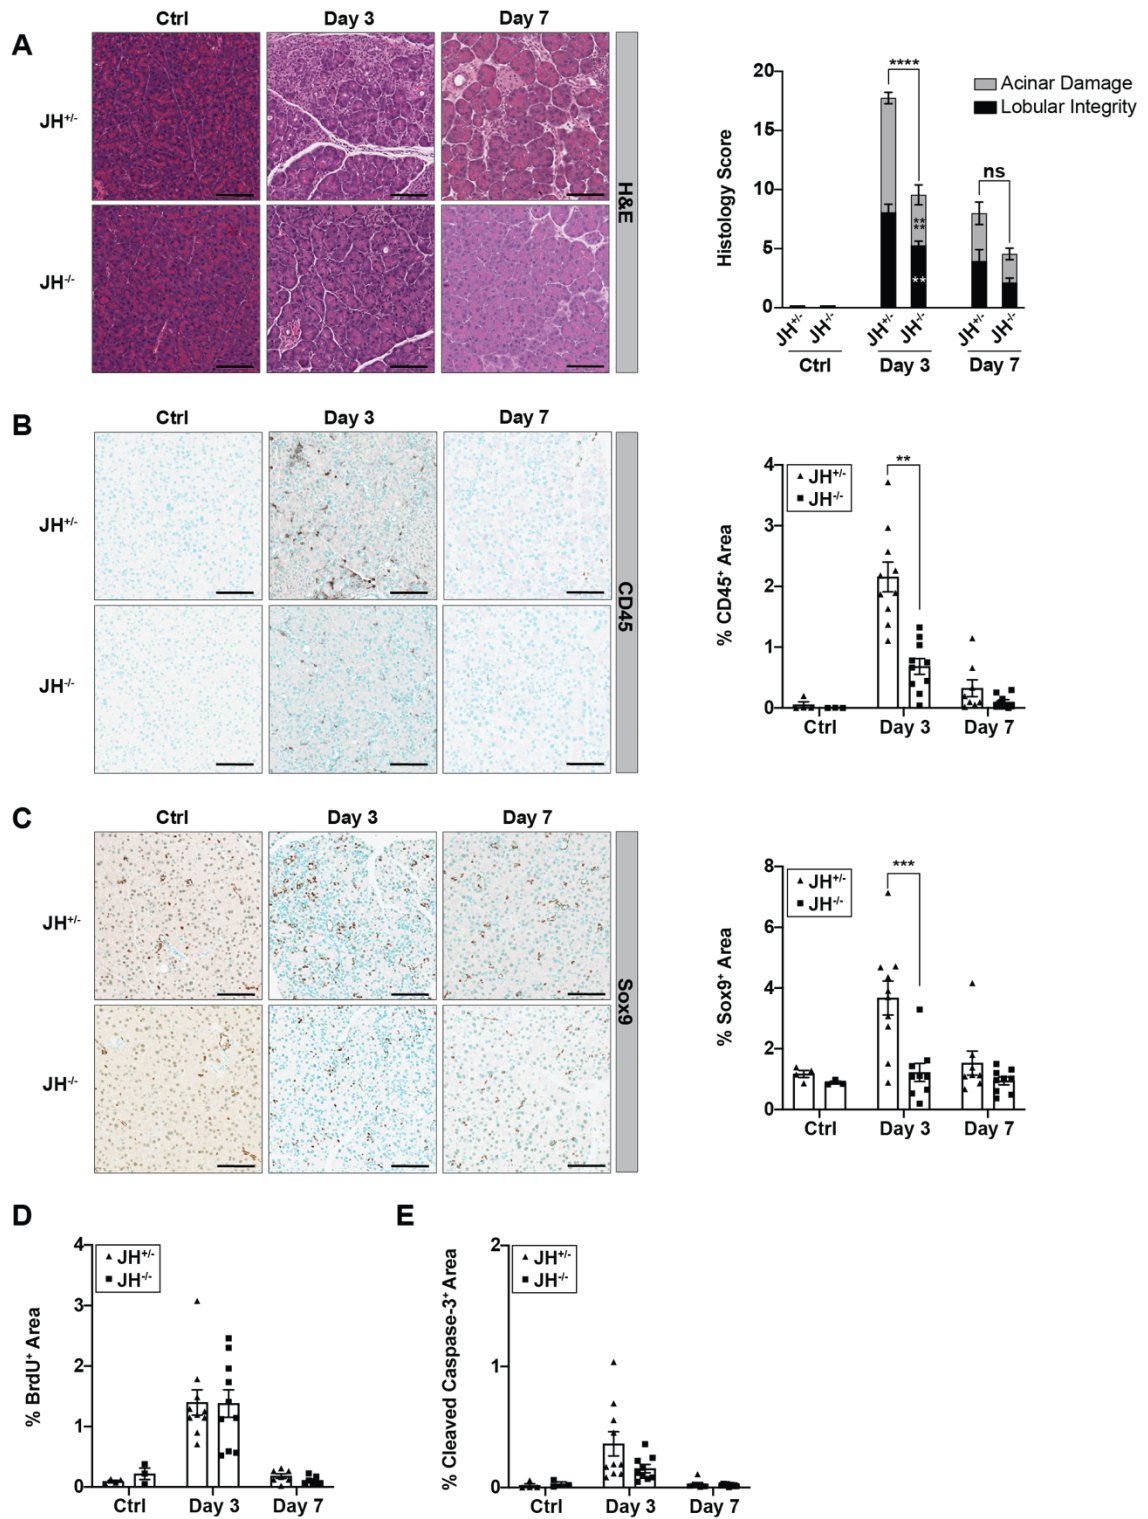 A
Ctrl
Day 3
Day 7
JH+/-
JH-/-
H&E
Histology Score
20
15
10
5
0
****
ns
****
**
Acinar Damage
Lobular Integrity
JH+/-
JH-/-
JH+/-
JH-/-
JH+/-
JH-/-
Ctrl
Day 3
Day 7
B
Ctrl
Day 3
Day 7
JH+/-
JH-/-
CD45
% CD45+ Area
4
3
2
1
0
JH+/-
JH-/-
**
Ctrl
Day 3
Day 7
C
Ctrl
Day 3
Day 7
JH+/-
JH-/-
Sox9
% Sox9+ Area
8
6
4
2
0
JH+/-
JH-/-
***
Ctrl
Day 3
Day 7
D
% BrdU+ Area
4
3
2
1
0
JH+/-
JH-/-
Ctrl
Day 3
Day 7
E
% Cleaved Caspase-3+ Area
2
1
0
JH+/-
JH-/-
Ctrl
Day 3
Day 7